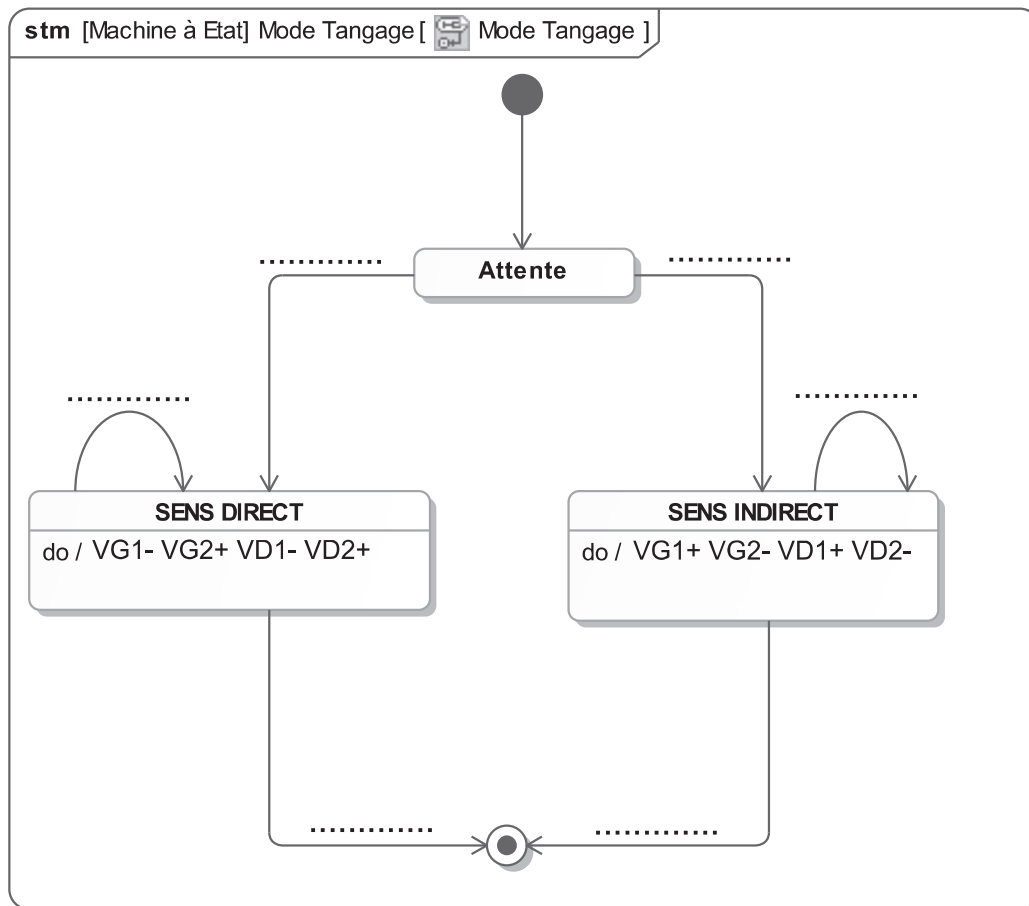 stm [Machine à Etat] Mode Tangage [ Mode Tangage ]
Attente
.............
.............
.............
.............
SENS DIRECT
do / VG1- VG2+ VD1- VD2+
SENS INDIRECT
do / VG1+ VG2- VD1+ VD2-
.............
.............